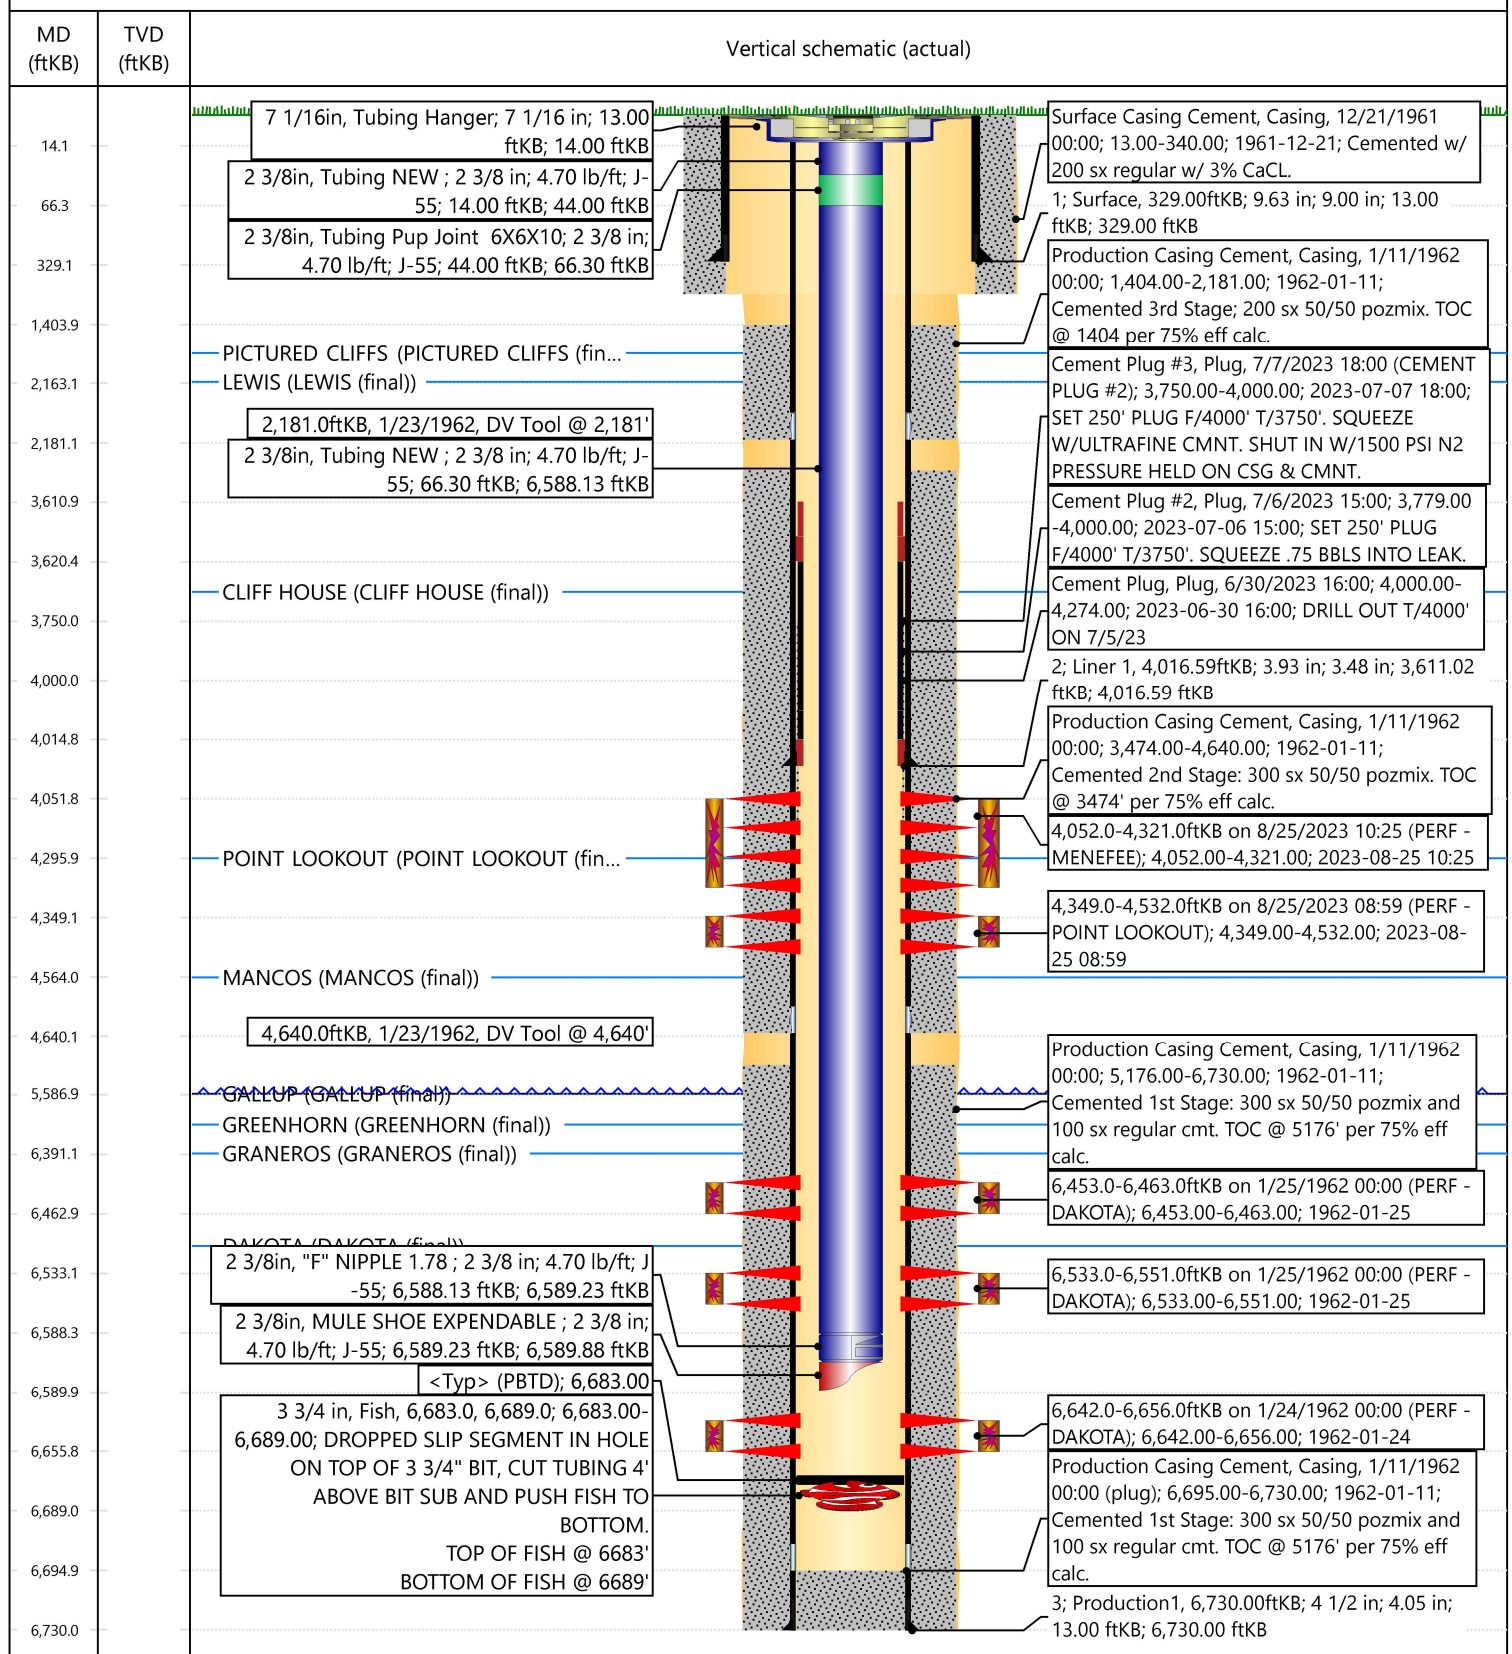 MD
(ftKB)
TVD
(ftKB)
Vertical schematic (actual)
14.1
66.3
329.1
1,403.9
2,163.1
2,181.1
3,610.9
3,620.4
3,750.0
4,000.0
4,014.8
4,051.8
4,295.9
4,349.1
4,564.0
4,640.1
5,586.9
6,391.1
6,462.9
6,533.1
6,588.3
6,589.9
6,655.8
6,689.0
6,694.9
6,730.0
7 1/16in, Tubing Hanger; 7 1/16 in; 13.00
ftKB; 14.00 ftKB
2 3/8in, Tubing NEW ; 2 3/8 in; 4.70 lb/ft; J-
55; 14.00 ftKB; 44.00 ftKB
2 3/8in, Tubing Pup Joint 6X6X10; 2 3/8 in;
4.70 lb/ft; J-55; 44.00 ftKB; 66.30 ftKB
PICTURED CLIFFS (PICTURED CLIFFS (fin...
LEWIS (LEWIS (final))
2,181.0ftKB, 1/23/1962, DV Tool @ 2,181'
2 3/8in, Tubing NEW ; 2 3/8 in; 4.70 lb/ft; J-
55; 66.30 ftKB; 6,588.13 ftKB
CLIFF HOUSE (CLIFF HOUSE (final))
POINT LOOKOUT (POINT LOOKOUT (fin...
MANCOS (MANCOS (final))
4,640.0ftKB, 1/23/1962, DV Tool @ 4,640'
GALLUP (GALLUP (final))
GREENHORN (GREENHORN (final))
GRANEROS (GRANEROS (final))
DAKOTA (DAKOTA (final))
2 3/8in, "F" NIPPLE 1.78 ; 2 3/8 in; 4.70 lb/ft; J
-55; 6,588.13 ftKB; 6,589.23 ftKB
2 3/8in, MULE SHOE EXPENDABLE ; 2 3/8 in;
4.70 lb/ft; J-55; 6,589.23 ftKB; 6,589.88 ftKB
<Typ> (PBTD); 6,683.00
3 3/4 in, Fish, 6,683.0, 6,689.0; 6,683.00-
6,689.00; DROPPED SLIP SEGMENT IN HOLE
ON TOP OF 3 3/4" BIT, CUT TUBING 4'
ABOVE BIT SUB AND PUSH FISH TO
BOTTOM.
TOP OF FISH @ 6683'
BOTTOM OF FISH @ 6689'
Surface Casing Cement, Casing, 12/21/1961
00:00; 13.00-340.00; 1961-12-21; Cemented w/
200 sx regular w/ 3% CaCL.
1; Surface, 329.00ftKB; 9.63 in; 9.00 in; 13.00
ftKB; 329.00 ftKB
Production Casing Cement, Casing, 1/11/1962
00:00; 1,404.00-2,181.00; 1962-01-11;
Cemented 3rd Stage; 200 sx 50/50 pozmix. TOC
@ 1404 per 75% eff calc.
Cement Plug #3, Plug, 7/7/2023 18:00 (CEMENT
PLUG #2); 3,750.00-4,000.00; 2023-07-07 18:00;
SET 250' PLUG F/4000' T/3750'. SQUEEZE
W/ULTRAFINE CMNT. SHUT IN W/1500 PSI N2
PRESSURE HELD ON CSG & CMNT.
Cement Plug #2, Plug, 7/6/2023 15:00; 3,779.00
-4,000.00; 2023-07-06 15:00; SET 250' PLUG
F/4000' T/3750'. SQUEEZE .75 BBLS INTO LEAK.
Cement Plug, Plug, 6/30/2023 16:00; 4,000.00-
4,274.00; 2023-06-30 16:00; DRILL OUT T/4000'
ON 7/5/23
2; Liner 1, 4,016.59ftKB; 3.93 in; 3.48 in; 3,611.02
ftKB; 4,016.59 ftKB
Production Casing Cement, Casing, 1/11/1962
00:00; 3,474.00-4,640.00; 1962-01-11;
Cemented 2nd Stage: 300 sx 50/50 pozmix. TOC
@ 3474' per 75% eff calc.
4,052.0-4,321.0ftKB on 8/25/2023 10:25 (PERF -
MENEFEE); 4,052.00-4,321.00; 2023-08-25 10:25
4,349.0-4,532.0ftKB on 8/25/2023 08:59 (PERF -
POINT LOOKOUT); 4,349.00-4,532.00; 2023-08-
25 08:59
Production Casing Cement, Casing, 1/11/1962
00:00; 5,176.00-6,730.00; 1962-01-11;
Cemented 1st Stage: 300 sx 50/50 pozmix and
100 sx regular cmt. TOC @ 5176' per 75% eff
calc.
6,453.0-6,463.0ftKB on 1/25/1962 00:00 (PERF -
DAKOTA); 6,453.00-6,463.00; 1962-01-25
6,533.0-6,551.0ftKB on 1/25/1962 00:00 (PERF -
DAKOTA); 6,533.00-6,551.00; 1962-01-25
6,642.0-6,656.0ftKB on 1/24/1962 00:00 (PERF -
DAKOTA); 6,642.00-6,656.00; 1962-01-24
Production Casing Cement, Casing, 1/11/1962
00:00 (plug); 6,695.00-6,730.00; 1962-01-11;
Cemented 1st Stage: 300 sx 50/50 pozmix and
100 sx regular cmt. TOC @ 5176' per 75% eff
calc.
3; Production1, 6,730.00ftKB; 4 1/2 in; 4.05 in;
13.00 ftKB; 6,730.00 ftKB